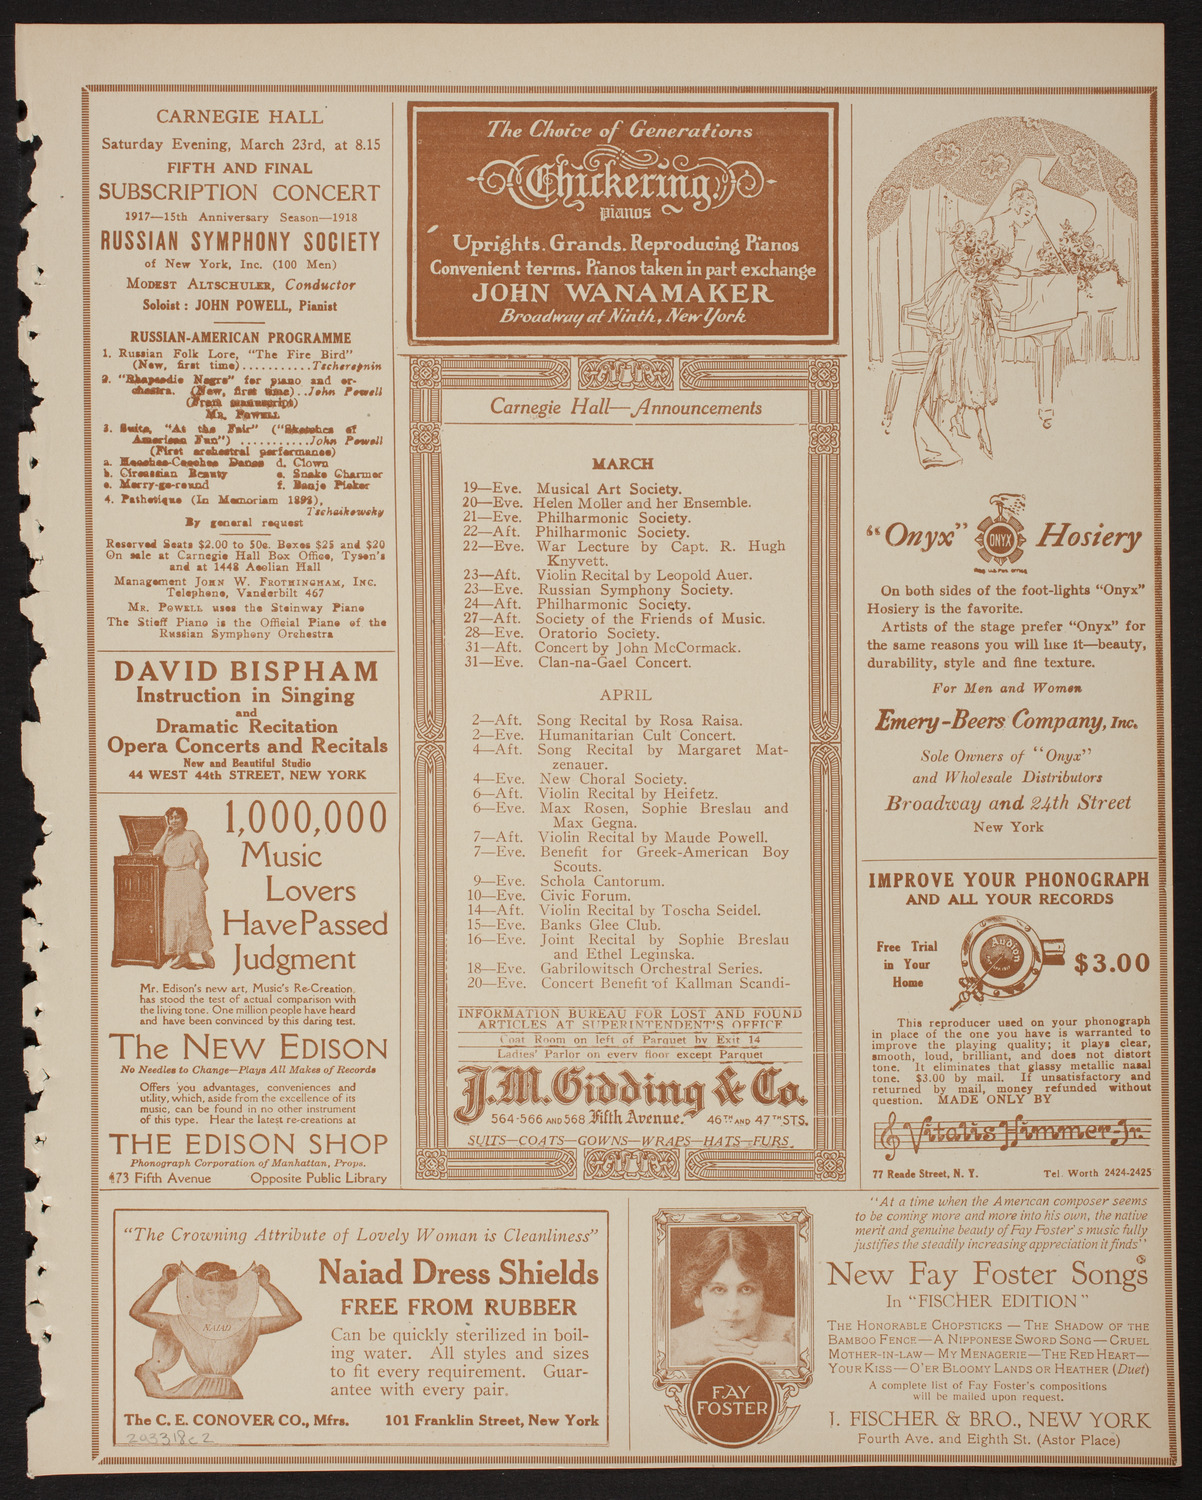 CARNEGIE HALL
Saturday Evening, March 23rd, at 8.15
FIFTH AND FINAL
SUBSCRIPTION CONCERT
1917—15th Anniversary Season—1918
RUSSIAN SYMPHONY SOCIETY
of New York, Inc. (100 Men)
MODEST ALTSCHULER, Conductor
Soloist: JOHN POWELL, Pianist
RUSSIAN-AMERICAN PROGRAMME
1. Russian Folk Lore, "The Fire Bird"
(New, first time)...........Tscherepnin
2. "Rhapsodie Negre" for piano and or-
chestra. (New, first time)..John Powell
(From manuscript)
MR. POWELL
3. Suite, "At the Fair" ("Sketches of
American Fun") ...........John Powell
(First orchestral performance)
a. Hoochee-Coochee Dance d. Clown
b. Circassian Beauty e. Snake Charmer
c. Merry-go-round f. Banjo Picker
4. Pathetique (In Memoriam 1893),
Tschaikowsky
By general request
Reserved Seats $2.00 to 50c. Boxes $25 and $20
On sale at Carnegie Hall Box Office, Tyson's
and at 1448 Aeolian Hall
Management JOHN W. FROTHINGHAM, INC.
Telephone, Vanderbilt 467
MR. POWELL uses the Steinway Piano
The Stieff Piano is the Official Piano of the
Russian Symphony Orchestra
DAVID BISPHAM
Instruction in Singing
and
Dramatic Recitation
Opera Concerts and Recitals
New and Beautiful Studio
44 WEST 44th STREET, NEW YORK
1,000,000
Music
Lovers
Have Passed
Judgment
Mr. Edison's new art, Music's Re-Creation,
has stood the test of actual comparison with
the living tone. One million people have heard
and have been convinced by this daring test.
The NEW EDISON
No Needles to Change—Plays All Makes of Records
Offers you advantages, conveniences and
utility, which, aside from the excellence of its
music, can be found in no other instrument
of this type. Hear the latest re-creations at
THE EDISON SHOP
Phonograph Corporation of Manhattan, Props.
473 Fifth Avenue Opposite Public Library
The Choice of Generations
Chickering
pianos
Uprights. Grands. Reproducing Pianos
Convenient terms. Pianos taken in part exchange
JOHN WANAMAKER
Broadway at Ninth, New York
Carnegie Hall—Announcements
MARCH
19—Eve. Musical Art Society.
20—Eve. Helen Moller and her Ensemble.
21—Eve. Philharmonic Society.
22—Aft. Philharmonic Society.
22—Eve. War Lecture by Capt. R. Hugh
Knyvett.
23—Aft. Violin Recital by Leopold Auer.
23—Eve. Russian Symphony Society.
24—Aft. Philharmonic Society.
27—Aft. Society of the Friends of Music.
28—Eve. Oratorio Society.
31—Aft. Concert by John McCormack.
31—Eve. Clan-na-Gael Concert.
APRIL
2—Aft. Song Recital by Rosa Raisa.
2—Eve. Humanitarian Cult Concert.
4—Aft. Song Recital by Margaret Mat-
zenauer.
4—Eve. New Choral Society.
6—Aft. Violin Recital by Heifetz.
6—Eve. Max Rosen, Sophie Breslau and
Max Gegna.
7—Aft. Violin Recital by Maude Powell.
7—Eve. Benefit for Greek-American Boy
Scouts.
9—Eve. Schola Cantorum.
10—Eve. Civic Forum.
14—Aft. Violin Recital by Toscha Seidel.
15—Eve. Banks Glee Club.
16—Eve. Joint Recital by Sophie Breslau
and Ethel Leginska.
18—Eve. Gabrilowitsch Orchestral Series.
20—Eve. Concert Benefit of Kallman Scandi-
INFORMATION BUREAU FOR LOST AND FOUND
ARTICLES AT SUPERINTENDENT'S OFFICE
Coat Room on left of Parquet by Exit 14
Ladies' Parlor on every floor except Parquet
J.M. Gidding & Co.
564-566 AND 568 Fifth Avenue. 46TH AND 47TH STS.
SUITS—COATS—GOWNS—WRAPS—HATS—FURS.
"Onyx" ONYX Hosiery
REG. U.S. PAT. OFFICE
On both sides of the foot-lights "Onyx"
Hosiery is the favorite.
Artists of the stage prefer "Onyx" for
the same reasons you will like it—beauty,
durability, style and fine texture.
For Men and Women
Emery-Beers Company, Inc.
Sole Owners of "Onyx"
and Wholesale Distributors
Broadway and 24th Street
New York
IMPROVE YOUR PHONOGRAPH
AND ALL YOUR RECORDS
Free Trial
in Your
Home
Audion
$3.00
This reproducer used on your phonograph
in place of the one you have is warranted to
improve the playing quality; it plays clear,
smooth, loud, brilliant, and does not distort
tone. It eliminates that glassy metallic nasal
tone. $3.00 by mail. If unsatisfactory and
returned by mail, money refunded without
question. MADE ONLY BY
Vitalis Himmer-Jr.
77 Reade Street, N. Y. Tel. Worth 2424-2425
"The Crowning Attribute of Lovely Woman is Cleanliness"
NAIAD
Naiad Dress Shields
FREE FROM RUBBER
Can be quickly sterilized in boil-
ing water. All styles and sizes
to fit every requirement. Guar-
antee with every pair.
The C. E. CONOVER CO., Mfrs. 101 Franklin Street, New York
293318c2
FAY
FOSTER
"At a time when the American composer seems
to be coming more and more into his own, the native
merit and genuine beauty of Fay Foster's music fully
justifies the steadily increasing appreciation it finds"
New Fay Foster Songs
In "FISCHER EDITION"
THE HONORABLE CHOPSTICKS — THE SHADOW OF THE
BAMBOO FENCE—A NIPPONESE SWORD SONG—CRUEL
MOTHER-IN-LAW—MY MENAGERIE—THE RED HEART—
YOUR KISS—O'ER BLOOMY LANDS OR HEATHER (Duet)
A complete list of Fay Foster's compositions
will be mailed upon request.
J. FISCHER & BRO., NEW YORK
Fourth Ave. and Eighth St. (Astor Place)